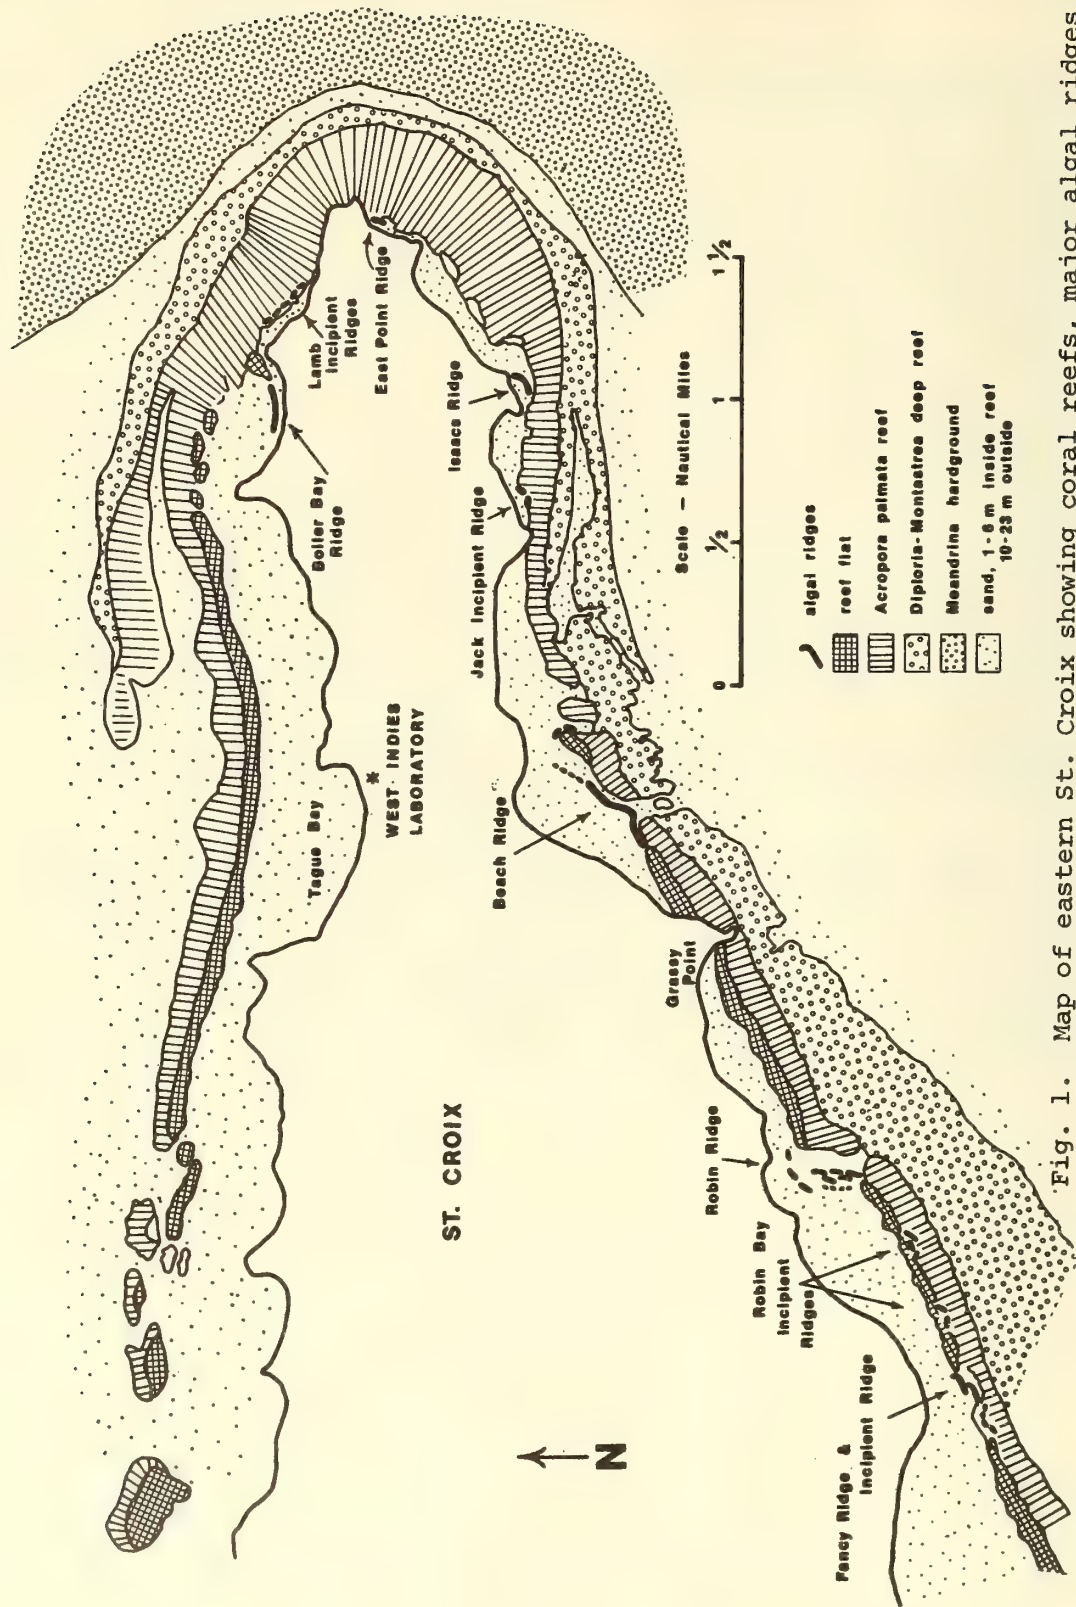 Tague Bay
*
WEST INDIES
LABORATORY
Boiler Bay
Ridge
Lamb
Incipient
Ridges
East Point Ridge
Isaacs Ridge
Jack Incipient Ridge
Beach Ridge
Grassy
Point
ST. CROIX
Robin Ridge
Robin Bay
Incipient
Ridges
Fancy Ridge &
Incipient Ridge
N
Scale – Nautical Miles
0 ½ 1 1½
algal ridges
reef flat
Acropora palmata reef
Diploria-Montastrea deep reef
Meandrina hardground
sand, 1-6 m inside reef
10-23 m outside
Fig. 1. Map of eastern St. Croix showing coral reefs, major algal ridges